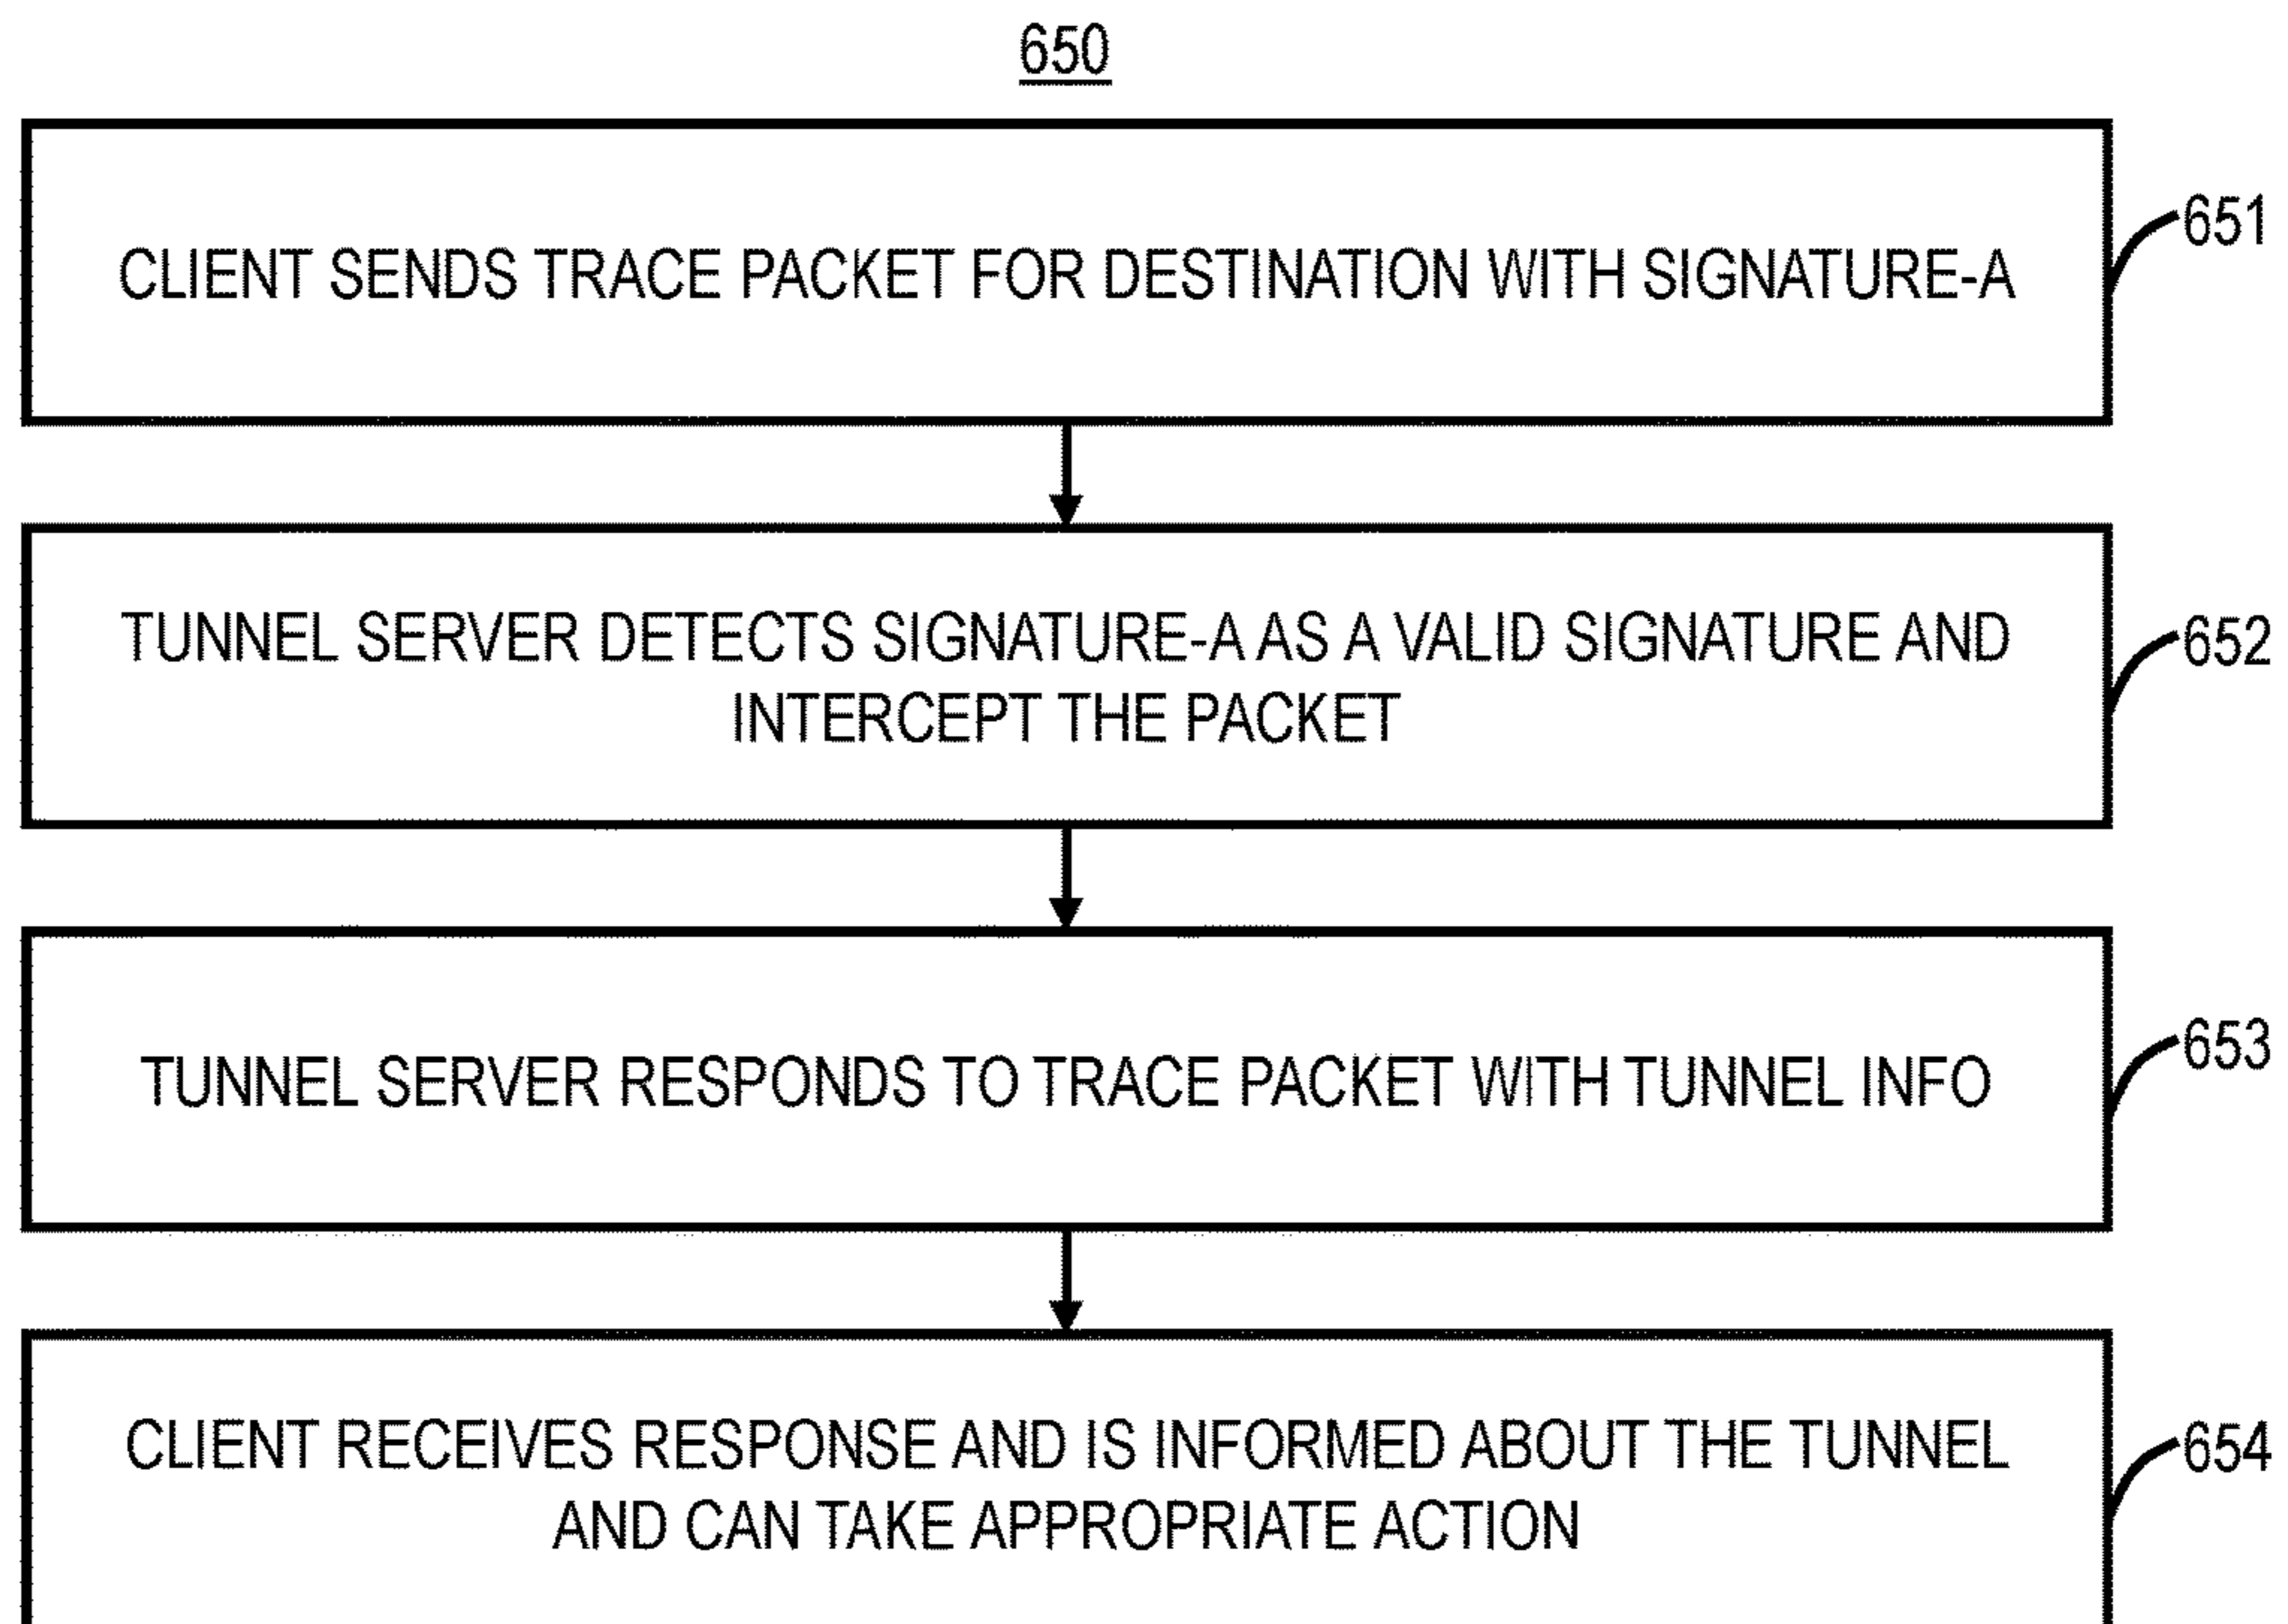 650
CLIENT SENDS TRACE PACKET FOR DESTINATION WITH SIGNATURE-A
651
TUNNEL SERVER DETECTS SIGNATURE-A AS A VALID SIGNATURE AND
INTERCEPT THE PACKET
652
TUNNEL SERVER RESPONDS TO TRACE PACKET WITH TUNNEL INFO
653
CLIENT RECEIVES RESPONSE AND IS INFORMED ABOUT THE TUNNEL
AND CAN TAKE APPROPRIATE ACTION
654